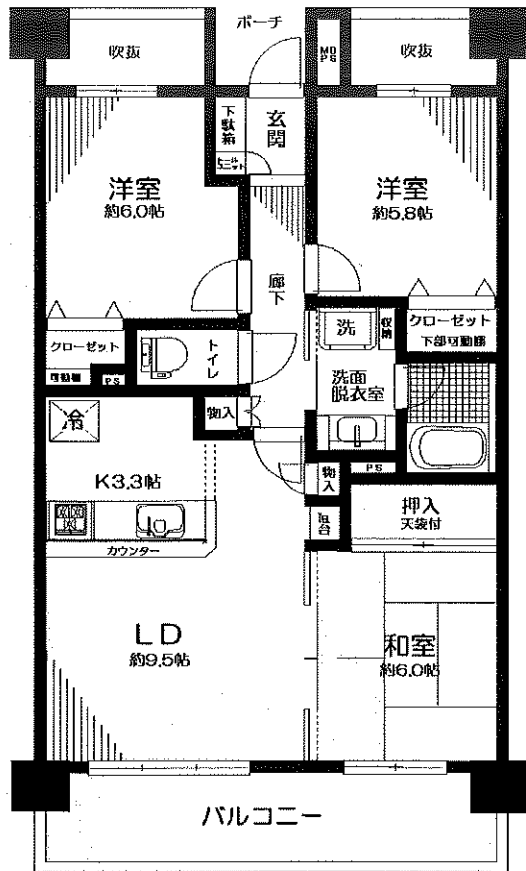 ポーチ
吹抜
MB
PS
吹抜
下駄箱
玄関
洋室
約6.0帖
洋室
約5.8帖
廊下
クローゼット
可動棚
PS
トイレ
洗
収納
クローゼット
下部可動棚
洗面
脱衣室
冷
物入
K3.3帖
物入
PS
押入
天袋付
カウンター
LD
約9.5帖
和室
約6.0帖
バルコニー